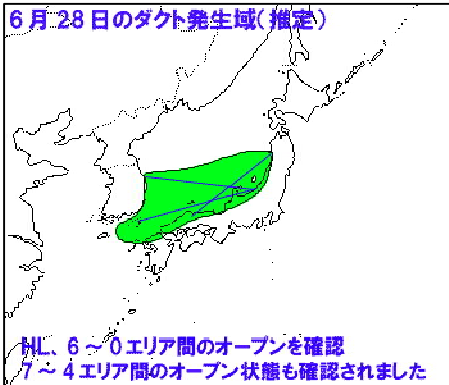 6月28日のダクト発生域(推定)
HL、6～0エリア間のオープンを確認
7～4エリア間のオープン状態も確認されました